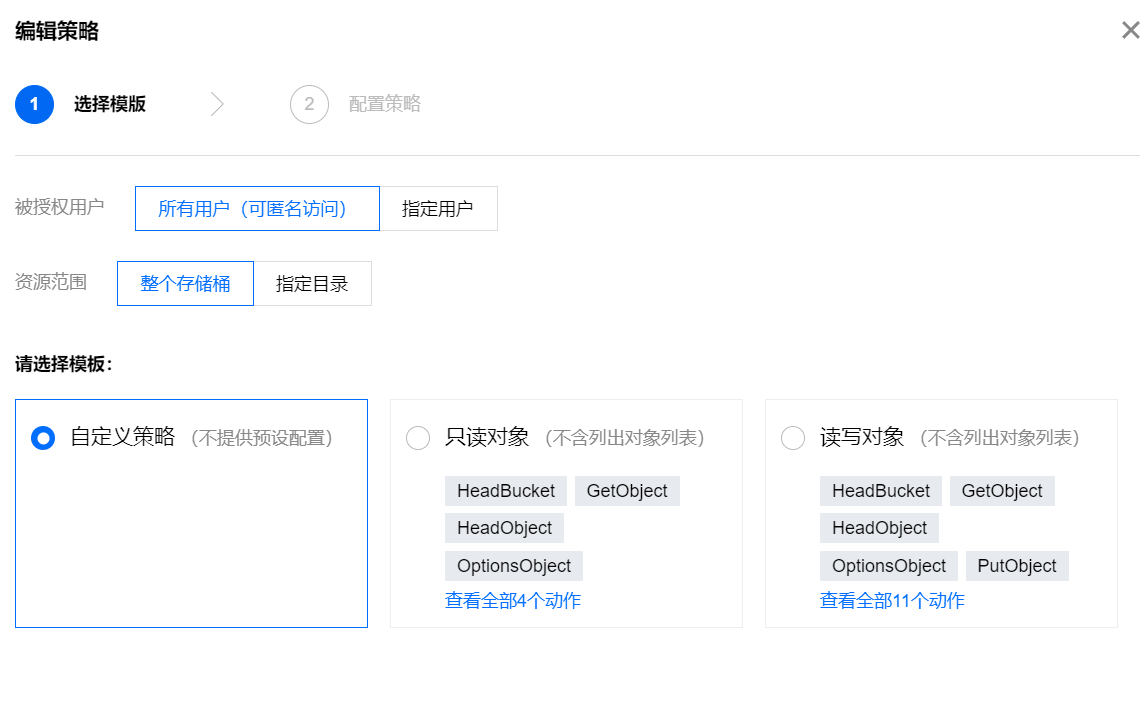 编辑策略
1 选择模版 2 配置策略
被授权用户 所有用户（可匿名访问） 指定用户
资源范围 整个存储桶 指定目录
请选择模板：
自定义策略 （不提供预设配置）
只读对象 （不含列出对象列表）
HeadBucket GetObject
HeadObject
OptionsObject
查看全部4个动作
读写对象 （不含列出对象列表）
HeadBucket GetObject
HeadObject
OptionsObject PutObject
查看全部11个动作